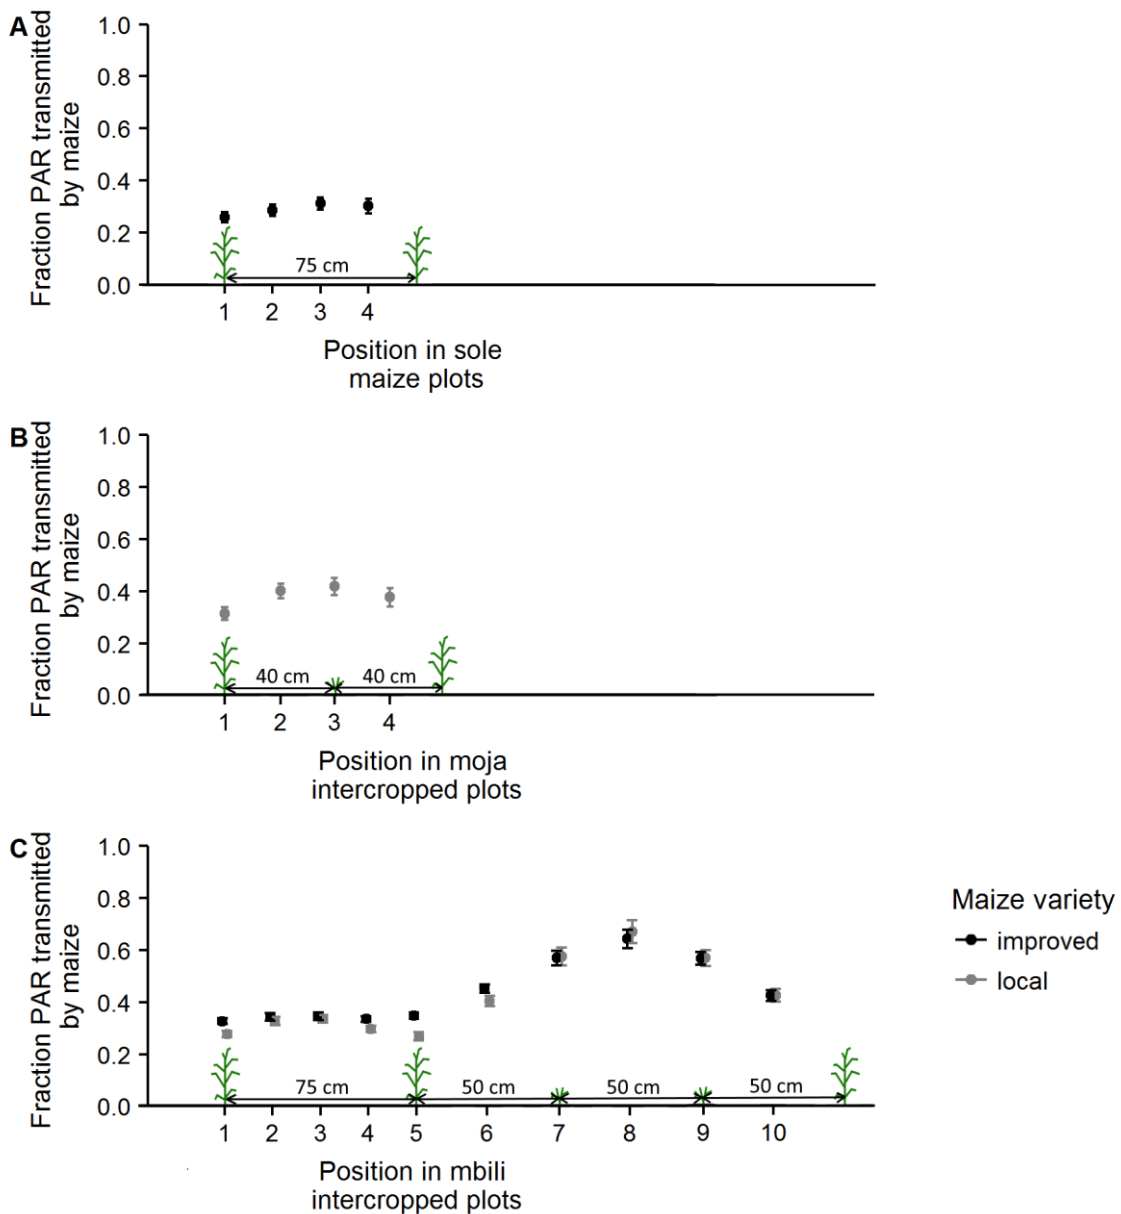 A
Fraction PAR transmitted
by maize
1.0
0.8
0.6
0.4
0.2
0.0
75 cm
1 2 3 4
Position in sole
maize plots
B
Fraction PAR transmitted
by maize
1.0
0.8
0.6
0.4
0.2
0.0
40 cm 40 cm
1 2 3 4
Position in moja
intercropped plots
C
Fraction PAR transmitted
by maize
1.0
0.8
0.6
0.4
0.2
0.0
75 cm 50 cm 50 cm 50 cm
1 2 3 4 5 6 7 8 9 10
Position in mbili
intercropped plots
Maize variety
improved
local